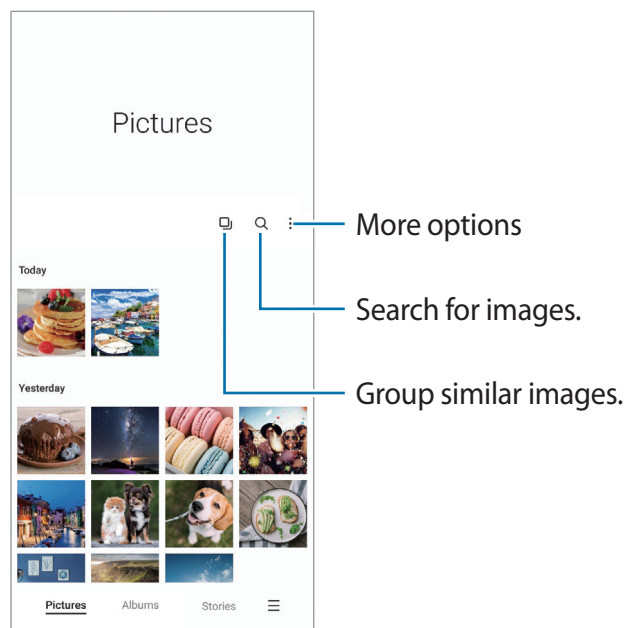 Pictures
More options
Today
Search for images.
Yesterday
Group similar images.
Pictures Albums Stories